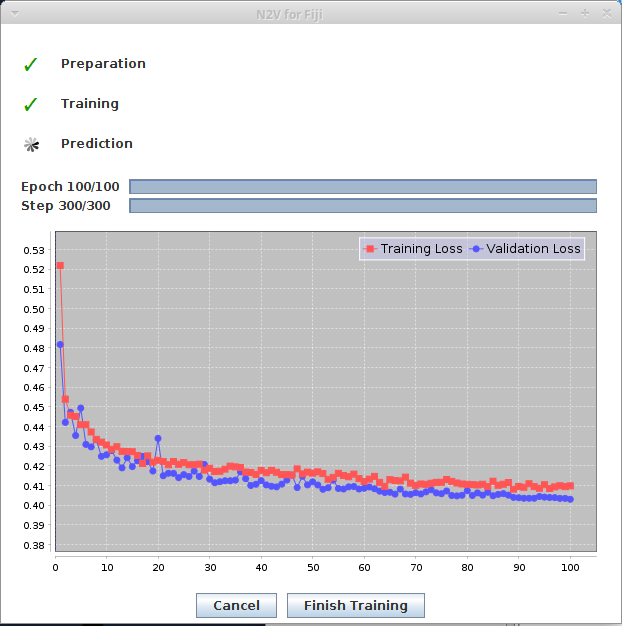 N2V for Fiji
Preparation
Training
Prediction
Epoch 100/100
Step 300/300
Training Loss Validation Loss
0.53
0.52
0.51
0.50
0.49
0.48
0.47
0.46
0.45
0.44
0.43
0.42
0.41
0.40
0.39
0.38
0 10 20 30 40 50 60 70 80 90 100
Cancel Finish Training